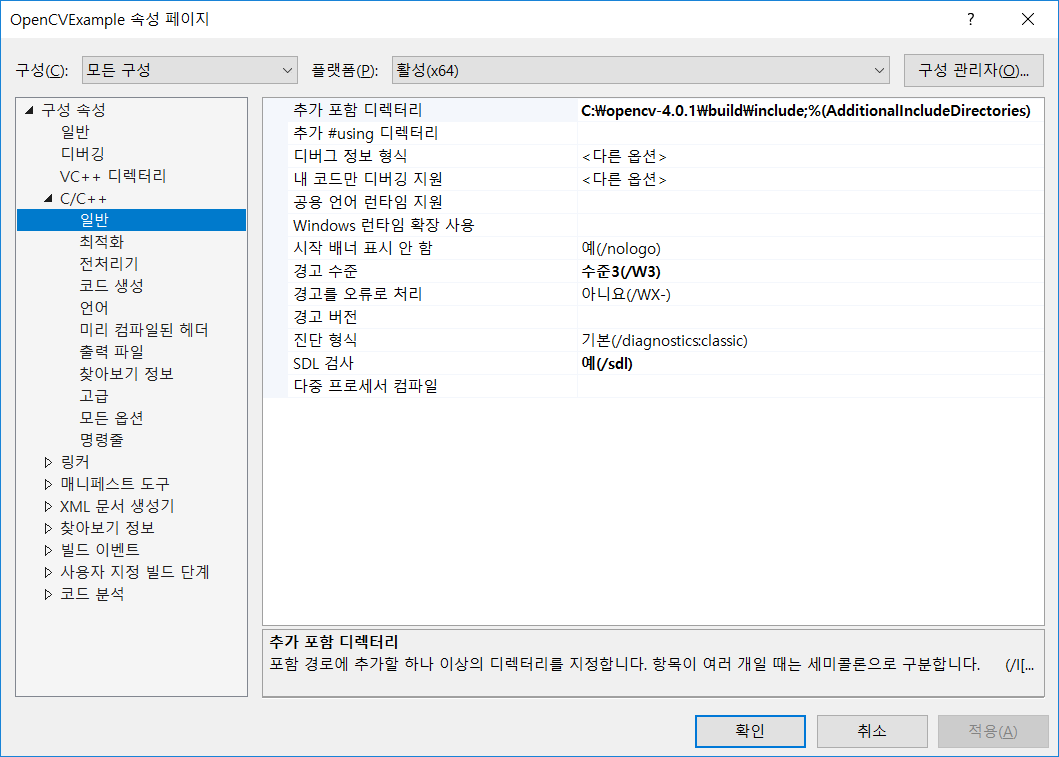 OpenCVExample 속성 페이지
?
구성(C): 모든 구성 플랫폼(P): 활성(x64) 구성 관리자(O)...
구성 속성
일반
디버깅
VC++ 디렉터리
C/C++
일반
최적화
전처리기
코드 생성
언어
미리 컴파일된 헤더
출력 파일
찾아보기 정보
고급
모든 옵션
명령줄
링커
매니페스트 도구
XML 문서 생성기
찾아보기 정보
빌드 이벤트
사용자 지정 빌드 단계
코드 분석
추가 포함 디렉터리 C:₩opencv-4.0.1₩build₩include;%(AdditionalIncludeDirectories)
추가 #using 디렉터리
디버그 정보 형식 <다른 옵션>
내 코드만 디버깅 지원 <다른 옵션>
공용 언어 런타임 지원
Windows 런타임 확장 사용
시작 배너 표시 안 함 예(/nologo)
경고 수준 수준3(/W3)
경고를 오류로 처리 아니요(/WX-)
경고 버전
진단 형식 기본(/diagnostics:classic)
SDL 검사 예(/sdl)
다중 프로세서 컴파일
추가 포함 디렉터리
포함 경로에 추가할 하나 이상의 디렉터리를 지정합니다. 항목이 여러 개일 때는 세미콜론으로 구분합니다. (/I[...
확인 취소 적용(A)